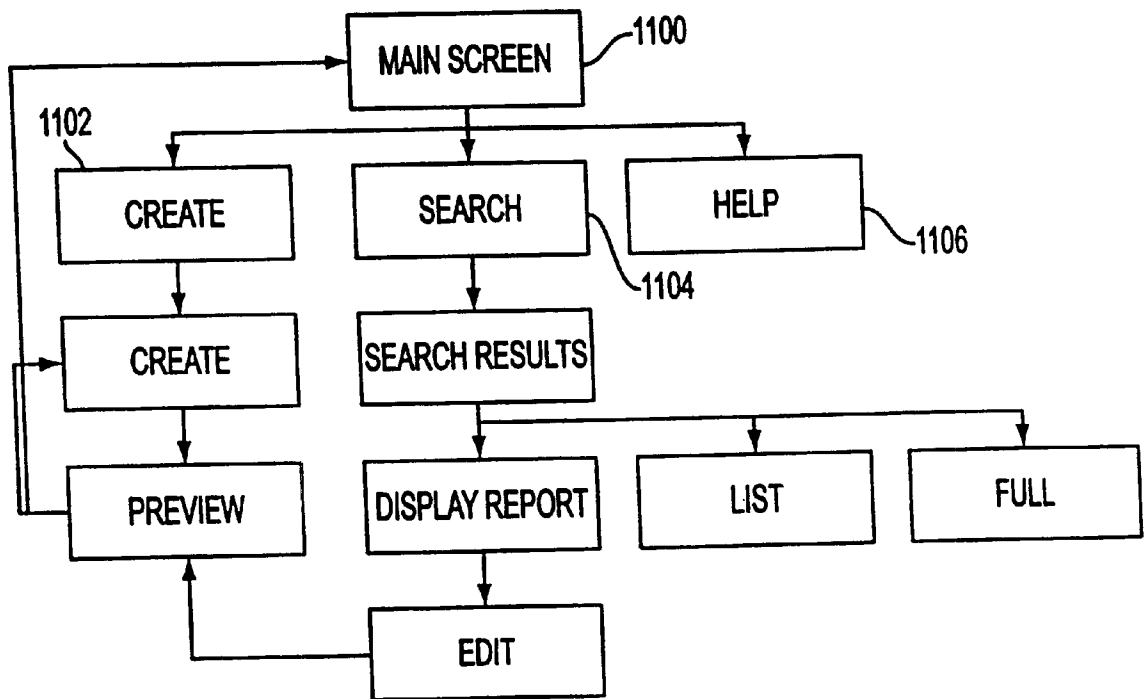 MAIN SCREEN
1100
1102
CREATE
SEARCH
HELP
1106
1104
CREATE
SEARCH RESULTS
PREVIEW
DISPLAY REPORT
LIST
FULL
EDIT